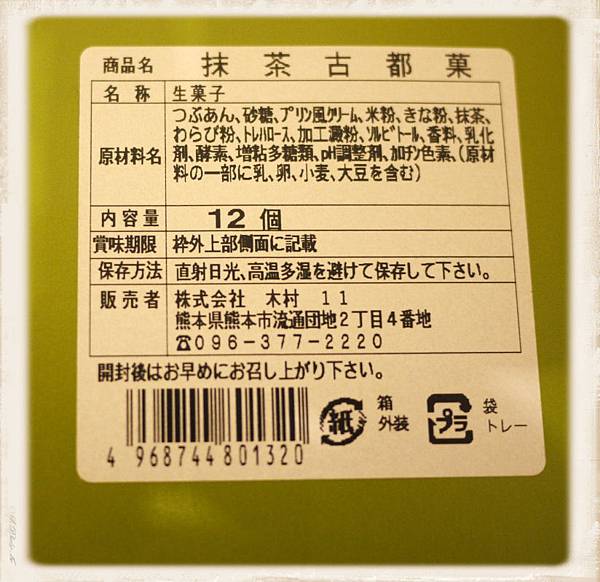 商品名 抹茶古都菓
名称 生菓子
つぶあん、砂糖、プリン風クリーム、米粉、きな粉、抹茶、
わらび粉、トレハロース、加工澱粉、ソルビトール、香料、乳化
原材料名 剤、酵素、増粘多糖類、pH調整剤、カロチン色素、(原材
料の一部に乳、卵、小麦、大豆を含む)
内容量 12個
賞味期限 枠外上部側面に記載
保存方法 直射日光、高温多湿を避けて保存して下さい。
販売者 株式会社 木村 11
熊本県熊本市流通団地2丁目4番地
☎096-377-2220
開封後はお早めにお召し上がり下さい。
紙 箱 プラ 袋
外装 トレー
4 968744 801320